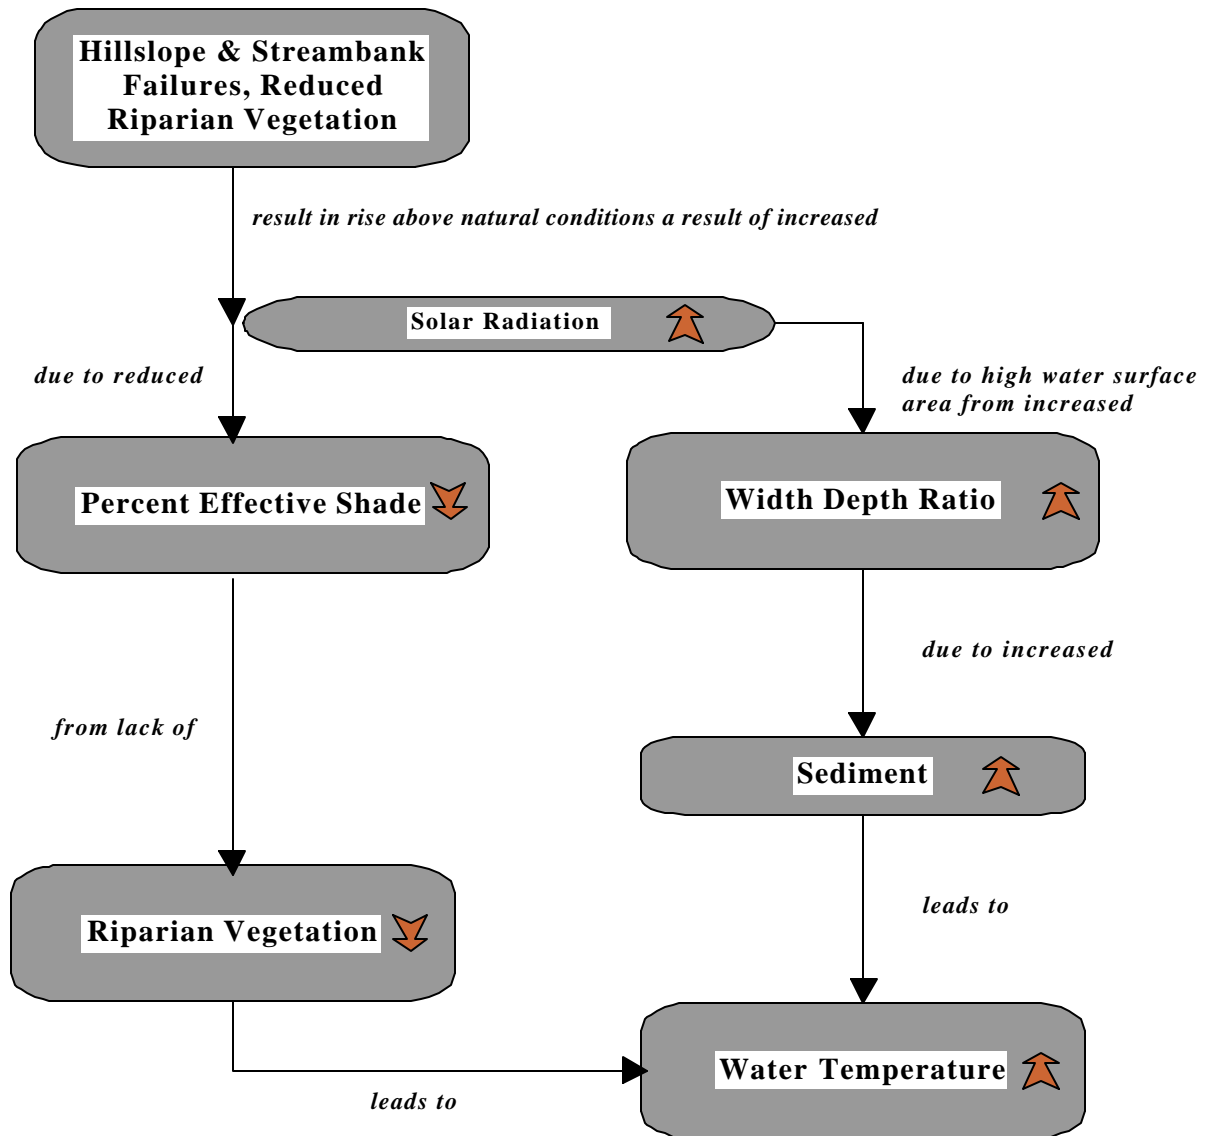 Hillslope & Streambank
Failures, Reduced
Riparian Vegetation
result in rise above natural conditions a result of increased
Solar Radiation
due to reduced
due to high water surface
area from increased
Percent Effective Shade
Width Depth Ratio
due to increased
from lack of
Sediment
leads to
Riparian Vegetation
Water Temperature
leads to